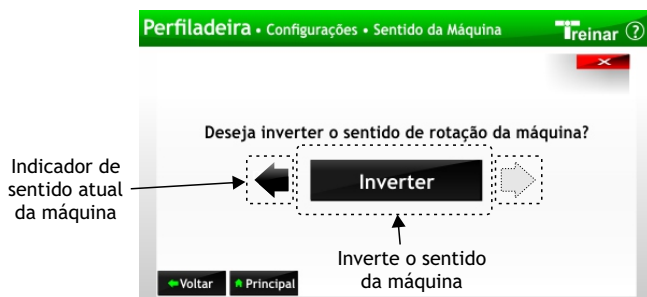 Perfiladeira • Configurações • Sentido da Máquina
Treinar ?
Deseja inverter o sentido de rotação da máquina?
Indicador de
sentido atual
da máquina
Inverter
Inverte o sentido
da máquina
Voltar
Principal